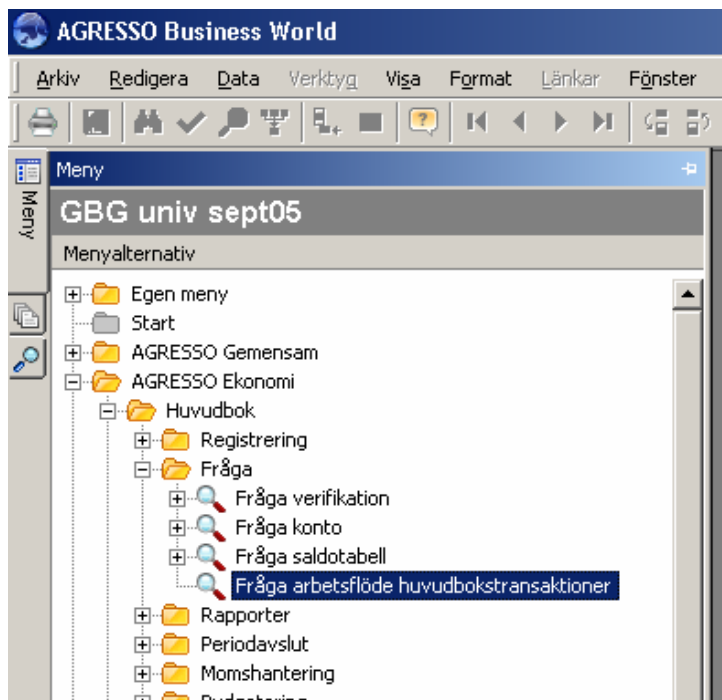 AGRESSO Business World
Arkiv Redigera Data Verktyg Visa Format Länkar Fönster
Meny
Meny
GBG univ sept05
Menyalternativ
Egen meny
Start
AGRESSO Gemensam
AGRESSO Ekonomi
Huvudbok
Registrering
Fråga
Fråga verifikation
Fråga konto
Fråga saldotabell
Fråga arbetsflöde huvudbokstransaktioner
Rapporter
Periodavslut
Momshantering